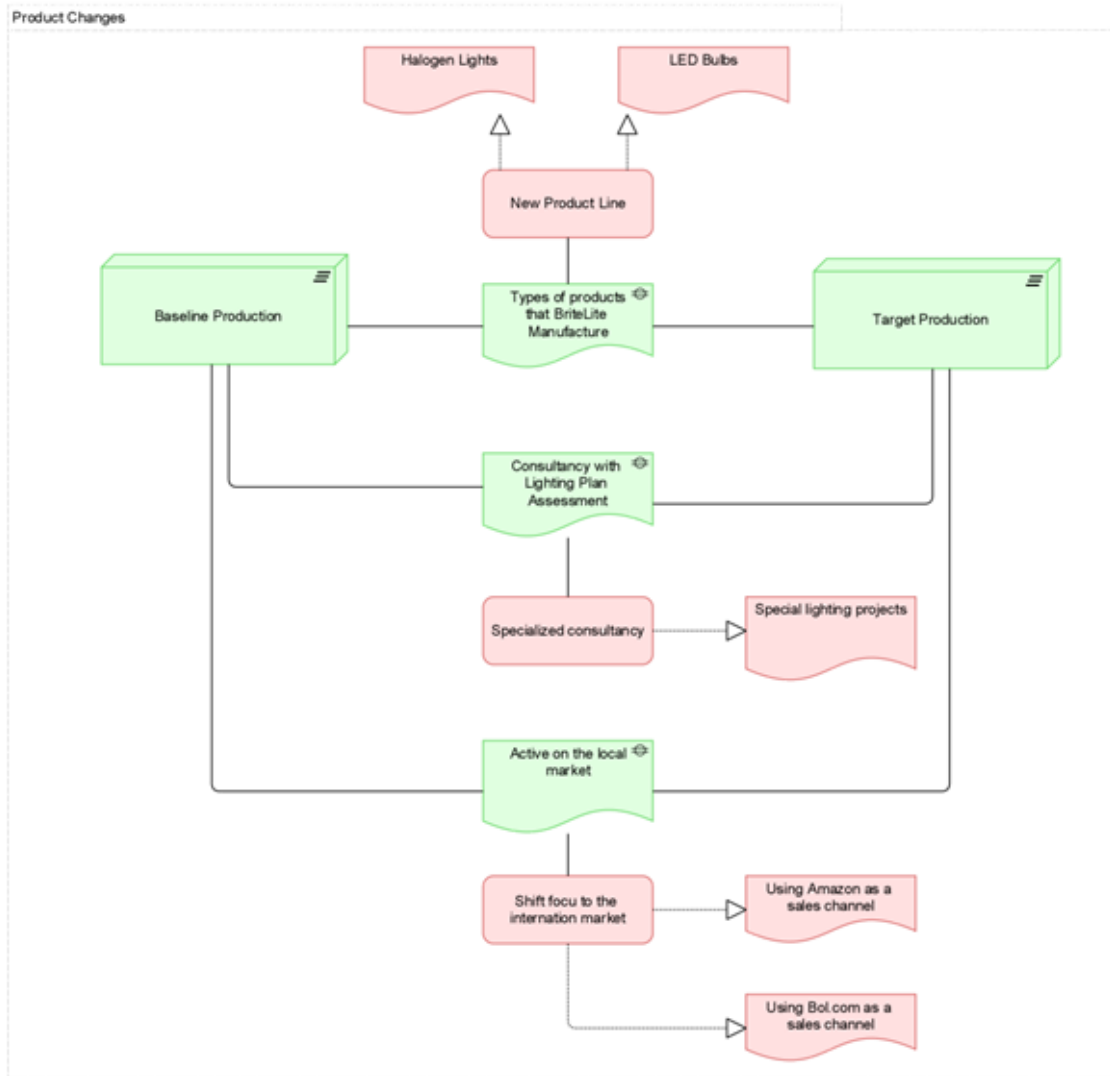 Product Changes
Halogen Lights
LED Bulbs
New Product Line
Baseline Production
Types of products
that BriteLite
Manufacture
Target Production
Consultancy with
Lighting Plan
Assessment
Specialized consultancy
Special lighting projects
Active on the local
market
Shift focu to the
internation market
Using Amazon as a
sales channel
Using Bol.com as a
sales channel